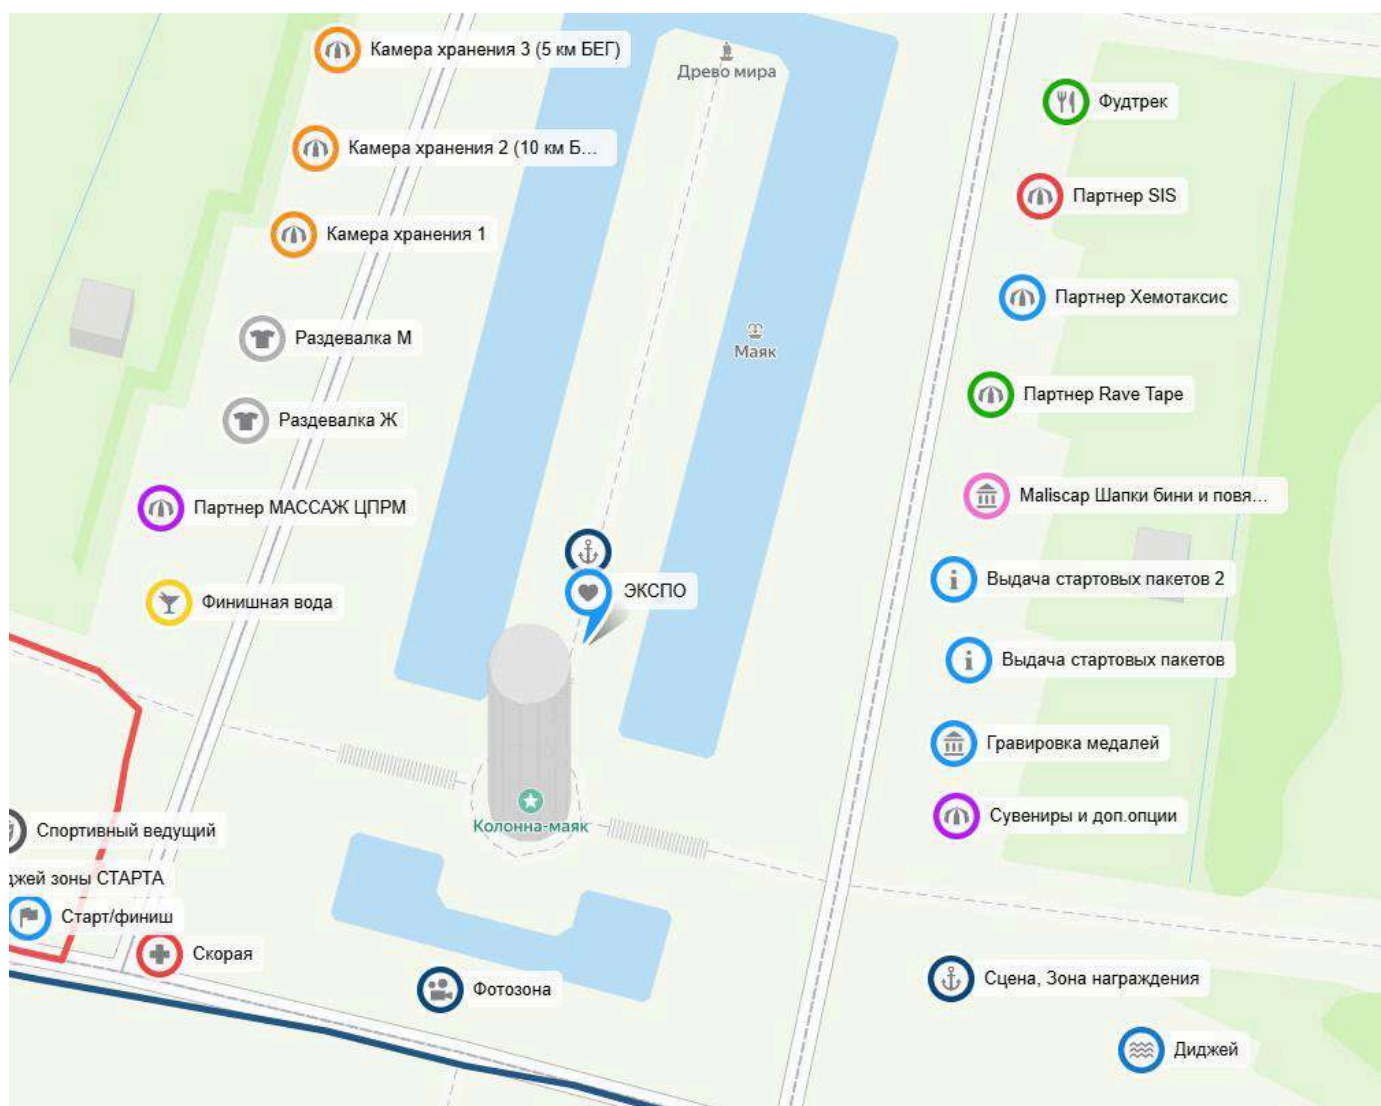 Камера хранения 3 (5 км БЕГ)
Древо мира
Фудтрек
Камера хранения 2 (10 км Б...
Партнер SIS
Камера хранения 1
Партнер Хемотаксис
Раздевалка М
Маяк
Партнер Rave Tape
Раздевалка Ж
Maliscap Шапки бини и повя...
Партнер МАССАЖ ЦПРМ
Выдача стартовых пакетов 2
ЭКСПО
Финишная вода
Выдача стартовых пакетов
Гравировка медалей
Сувениры и доп.опции
Колонна-маяк
Спортивный ведущий
джей зоны СТАРТА
Старт/финиш
Скорая
Сцена, Зона награждения
Фотозона
Диджей